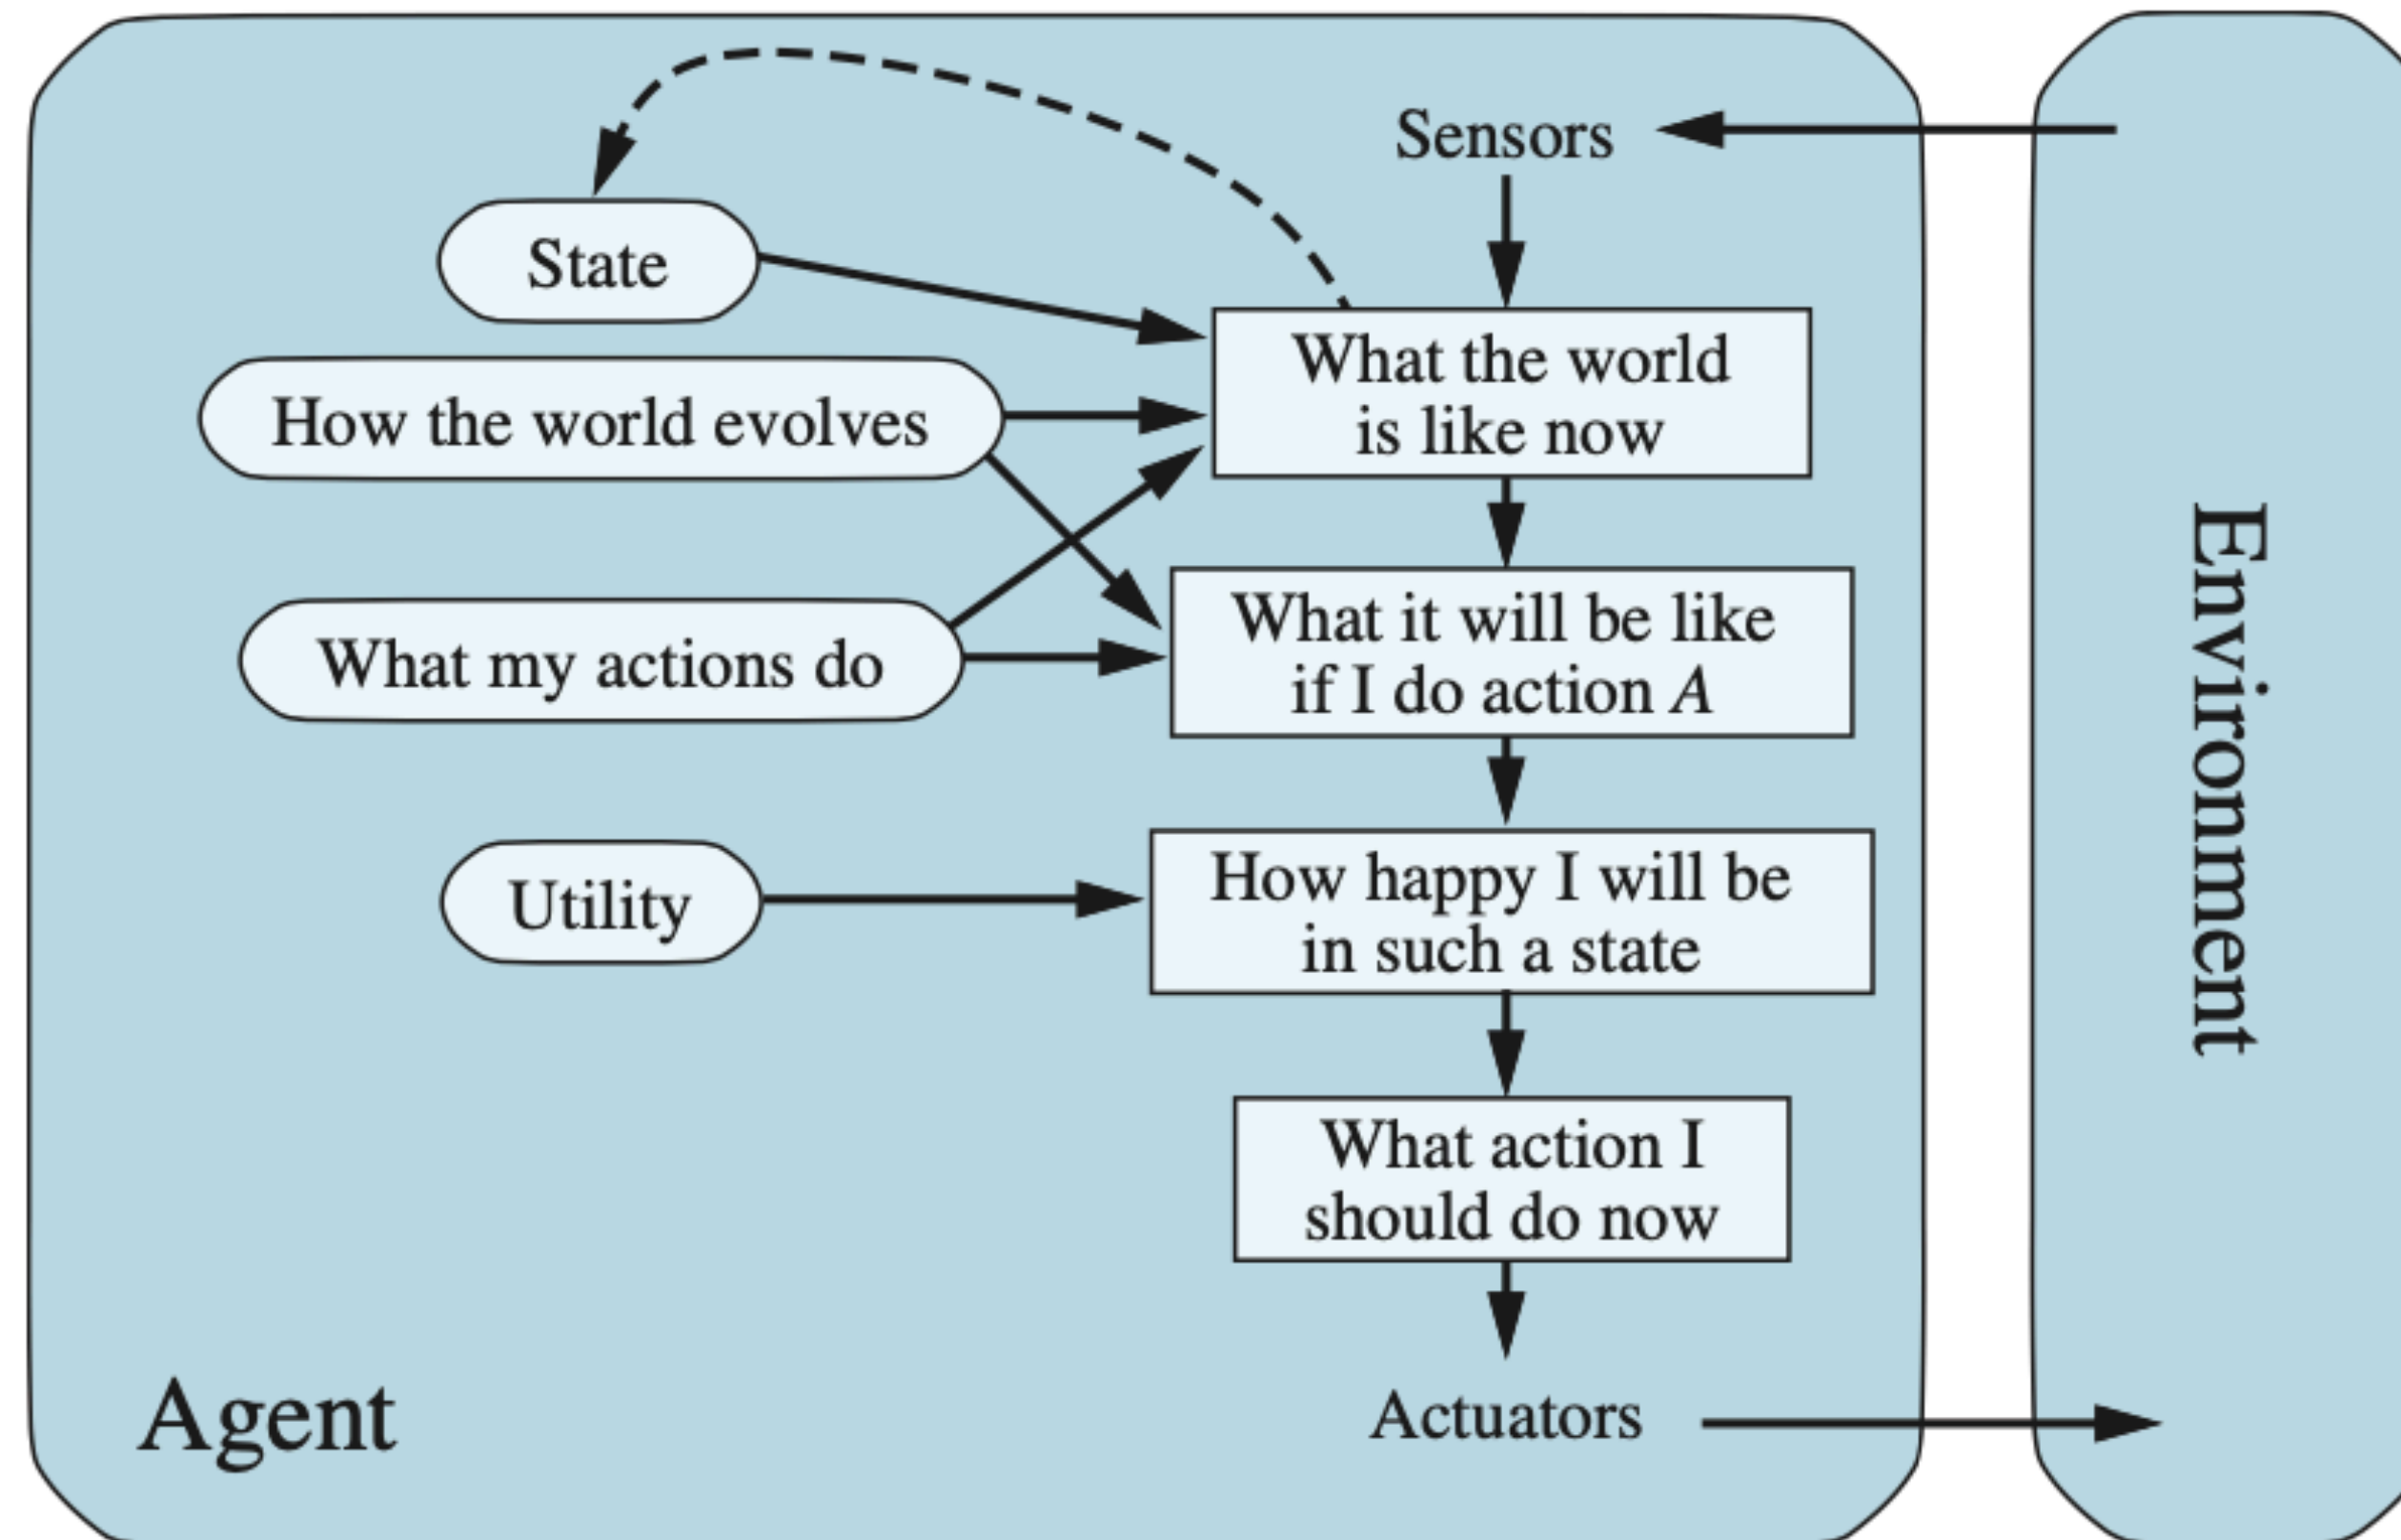 Sensors
State
What the world
is like now
How the world evolves
What it will be like
if I do action A
What my actions do
How happy I will be
in such a state
Utility
What action I
should do now
Agent
Actuators
Environment